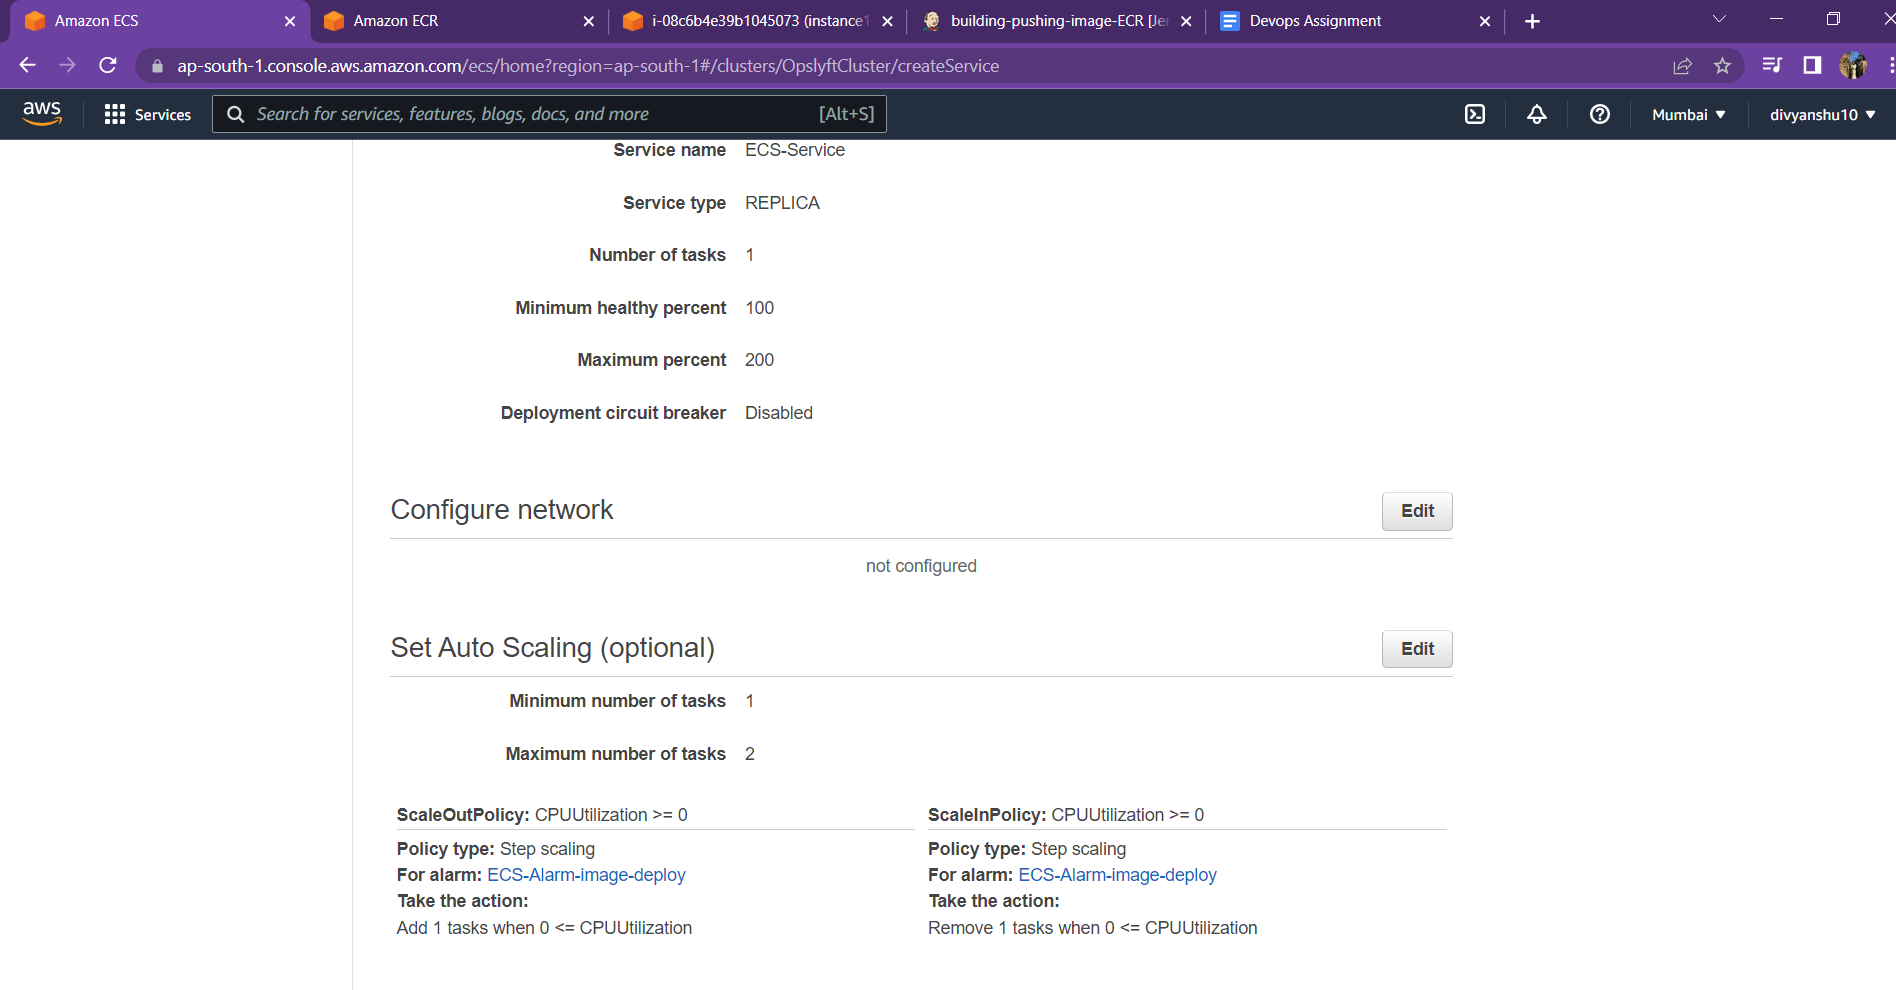 Amazon ECS
Amazon ECR
i-08c6b4e39b1045073 (instance1
building-pushing-image-ECR [Jen
Devops Assignment
ap-south-1.console.aws.amazon.com/ecs/home?region=ap-south-1#/clusters/OpslyftCluster/createService
aws
Services
Search for services, features, blogs, docs, and more
[Alt+S]
Mumbai ▼
divyanshu10 ▼
Service name ECS-Service
Service type REPLICA
Number of tasks 1
Minimum healthy percent 100
Maximum percent 200
Deployment circuit breaker Disabled
Configure network
Edit
not configured
Set Auto Scaling (optional)
Edit
Minimum number of tasks 1
Maximum number of tasks 2
ScaleOutPolicy: CPUUtilization >= 0
Policy type: Step scaling
For alarm: ECS-Alarm-image-deploy
Take the action:
Add 1 tasks when 0 <= CPUUtilization
ScaleInPolicy: CPUUtilization >= 0
Policy type: Step scaling
For alarm: ECS-Alarm-image-deploy
Take the action:
Remove 1 tasks when 0 <= CPUUtilization